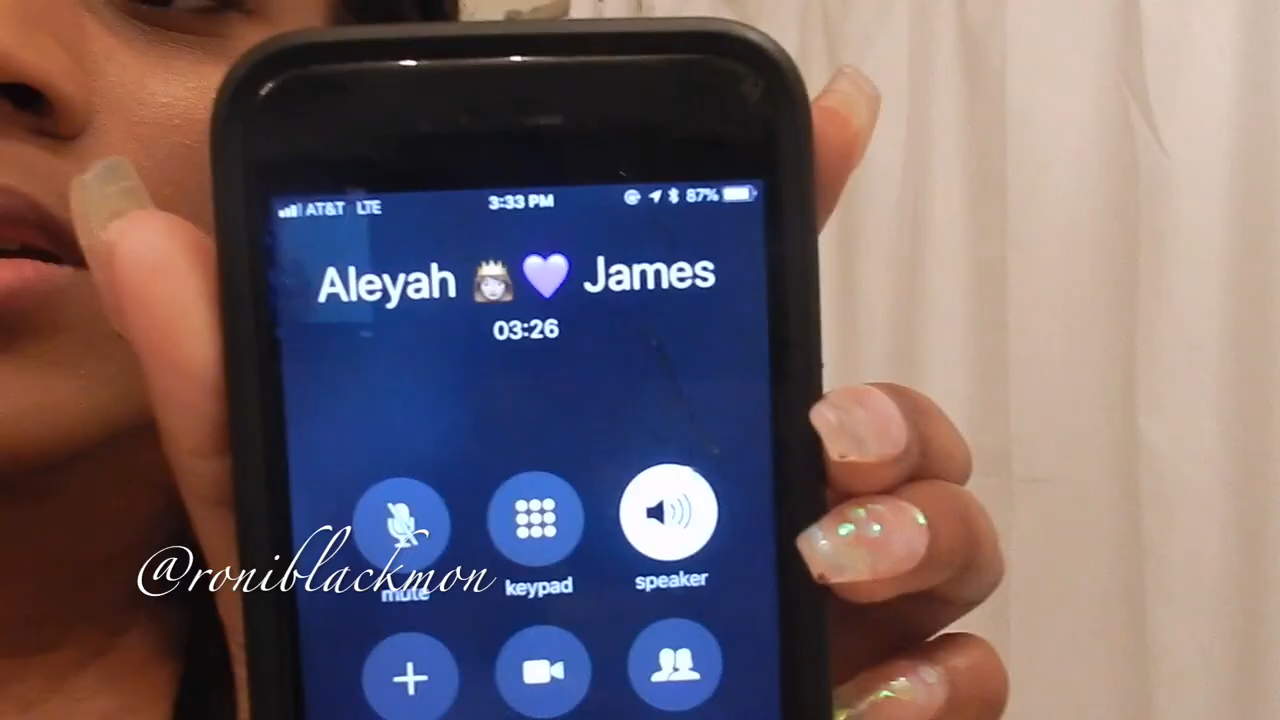 AT&T LTE 3:33 PM 87%
Aleyah 👸💜 James
03:26
@roniblackmon
mute keypad speaker